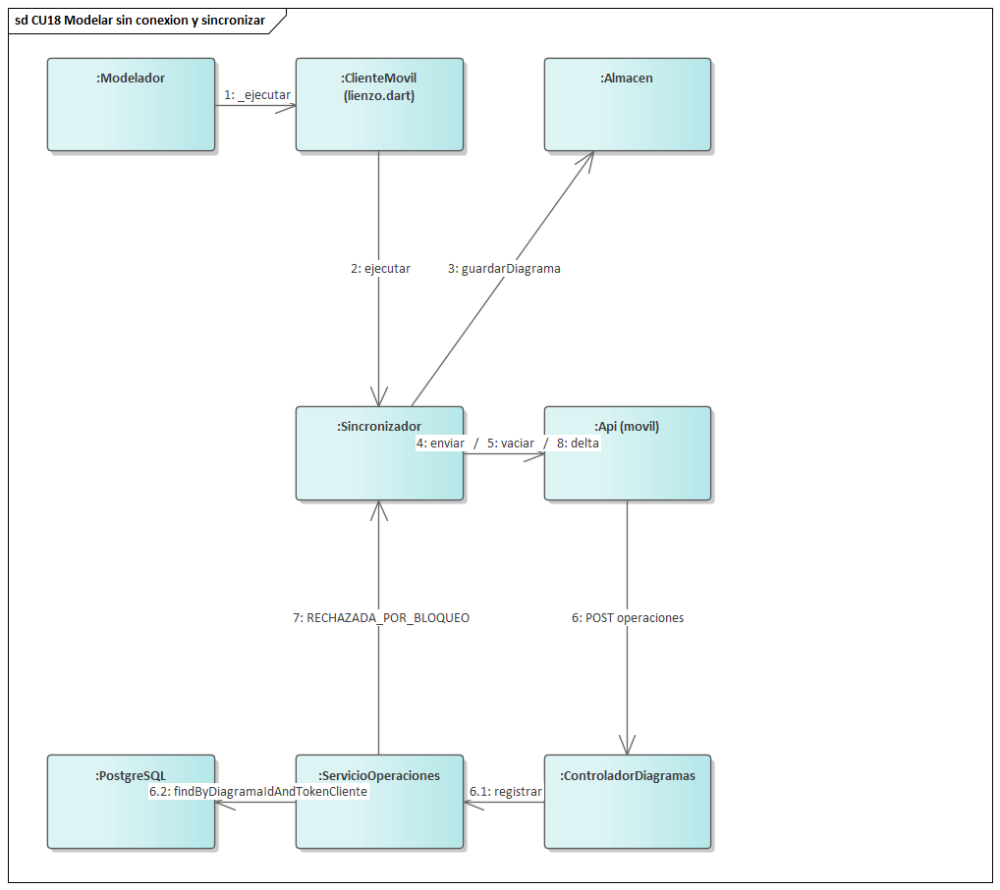 sd CU18 Modelar sin conexion y sincronizar
:Modelador
1: _ejecutar
:ClienteMovil
(lienzo.dart)
:Almacen
2: ejecutar
3: guardarDiagrama
:Sincronizador
:Api (movil)
4: enviar / 5: vaciar / 8: delta
7: RECHAZADA_POR_BLOQUEO
6: POST operaciones
:PostgreSQL
:ServicioOperaciones
:ControladorDiagramas
6.2: findByDiagramaIdAndTokenCliente
6.1: registrar